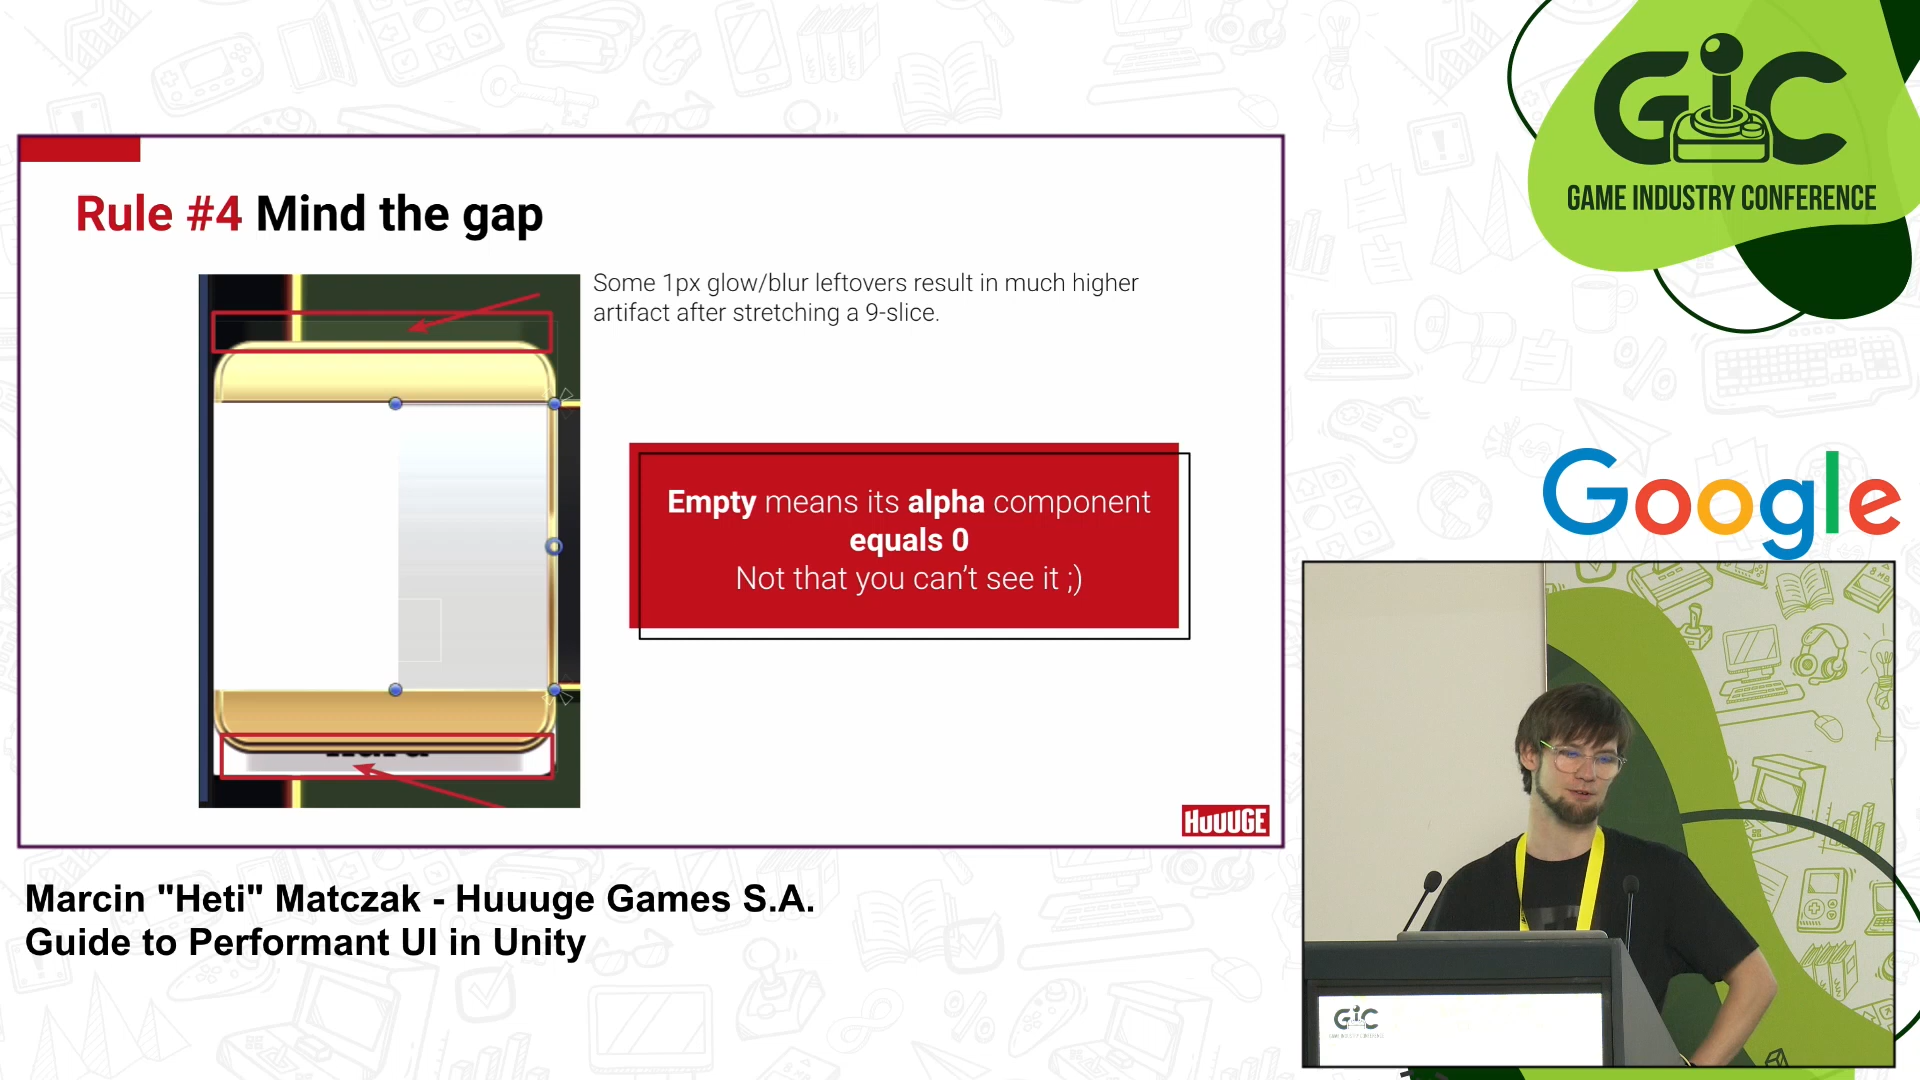 GiC
GAME INDUSTRY CONFERENCE
Rule #4 Mind the gap
Some 1px glow/blur leftovers result in much higher
artifact after stretching a 9-slice.
Empty means its alpha component
equals 0
Not that you can't see it ;)
HUUUGE
Google
Marcin "Heti" Matczak - Huuuge Games S.A.
Guide to Performant UI in Unity
GiC